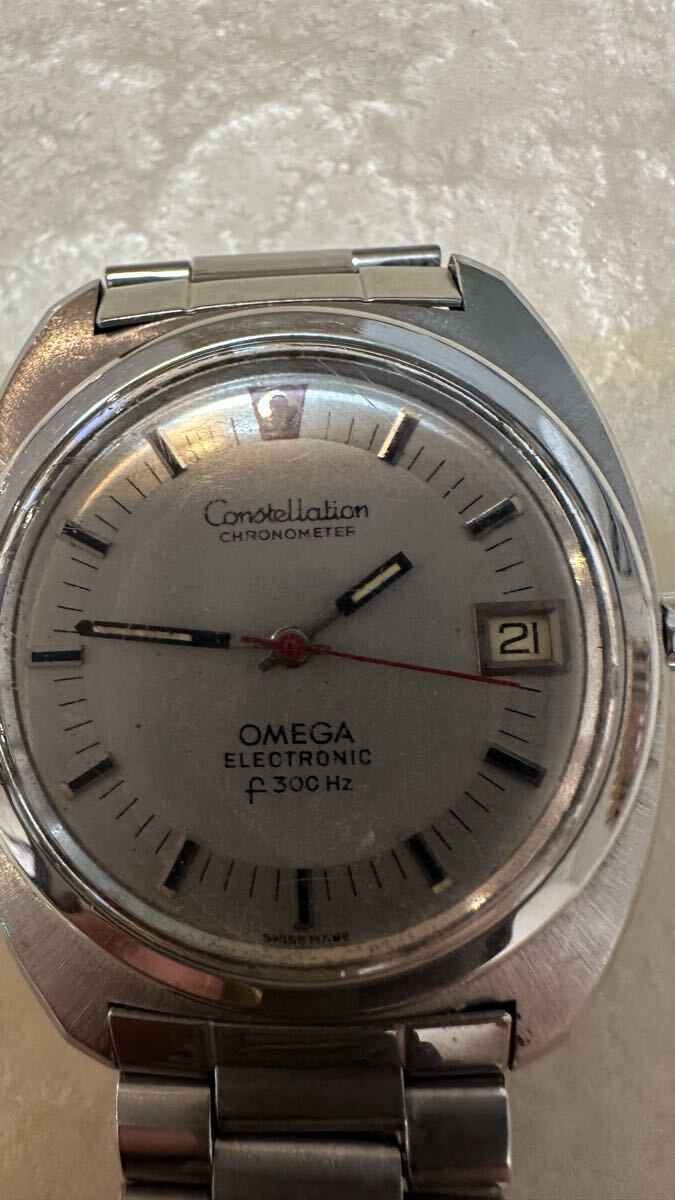 Constellation
CHRONOMETER
21
OMEGA
ELECTRONIC
f 300 Hz
SWISS MADE